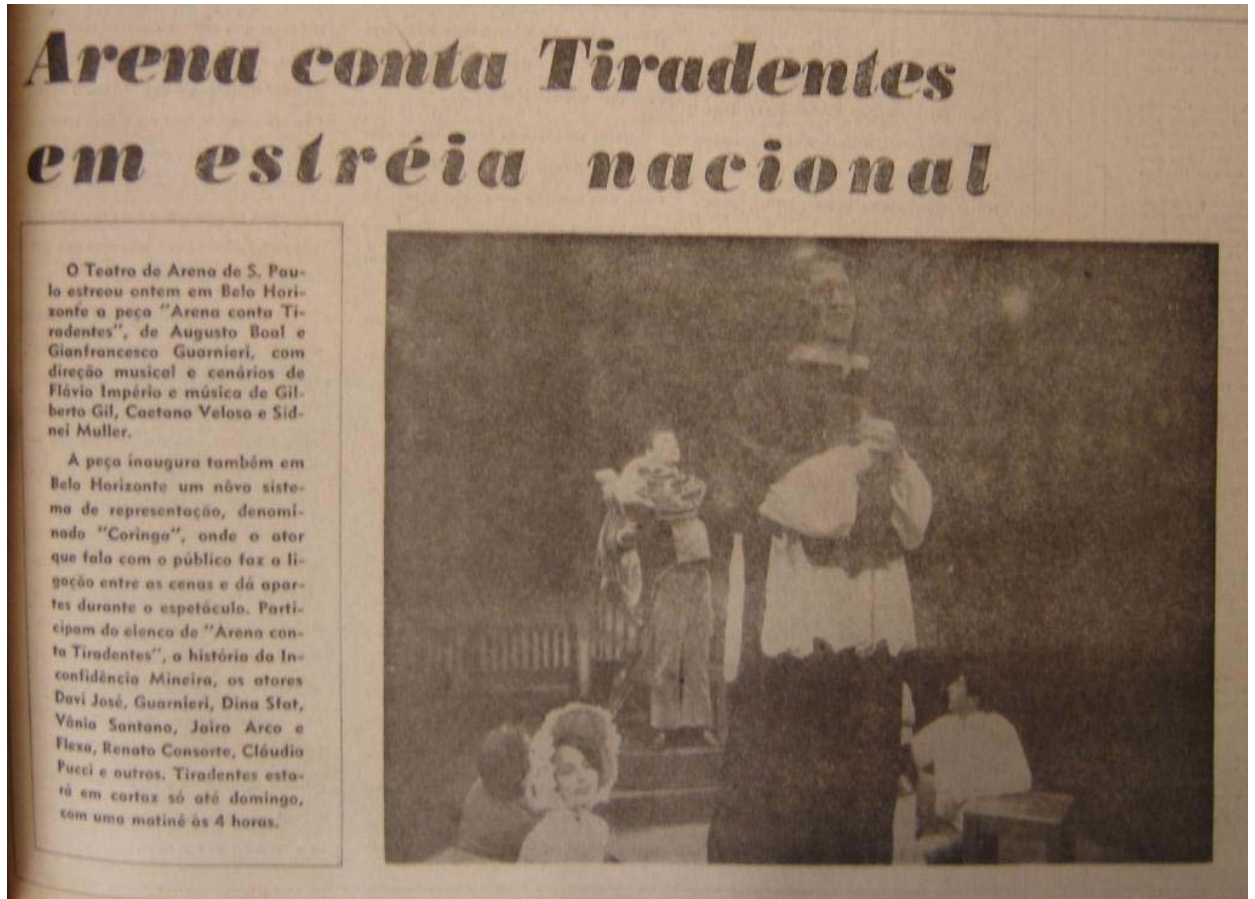 Arena conta Tiradentes
em estréia nacional
O Teatro de Arena de S. Pau-
lo estreou ontem em Belo Hori-
zonte a peça "Arena conta Ti-
radentes", de Augusto Boal e
Gianfrancesco Guarnieri, com
direção musical e cenários de
Flávio Império e música de Gil-
berto Gil, Caetano Veloso e Sid-
nei Muller.
A peça inaugura também em
Belo Horizonte um nôvo siste-
ma de representação, denomi-
nado "Coringa", onde o ator
que fala com o público faz a li-
gação entre as cenas e dá apar-
tes durante o espetáculo. Parti-
cipam do elenco de "Arena con-
ta Tiradentes", a história da In-
confidência Mineira, os atores
Davi José, Guarnieri, Dina Sfat,
Vânia Santana, Jairo Arco e
Flexa, Renato Consorte, Cláudio
Pucci e outros. Tiradentes esta-
rá em cartaz só até domingo,
com uma matinê às 4 horas.